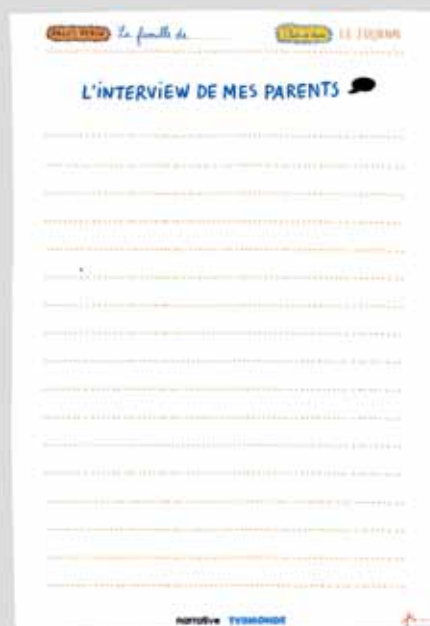 La famille de LE JOURNAL
L'iNTERViEW DE MES PARENTS
narrative TV5MONDE